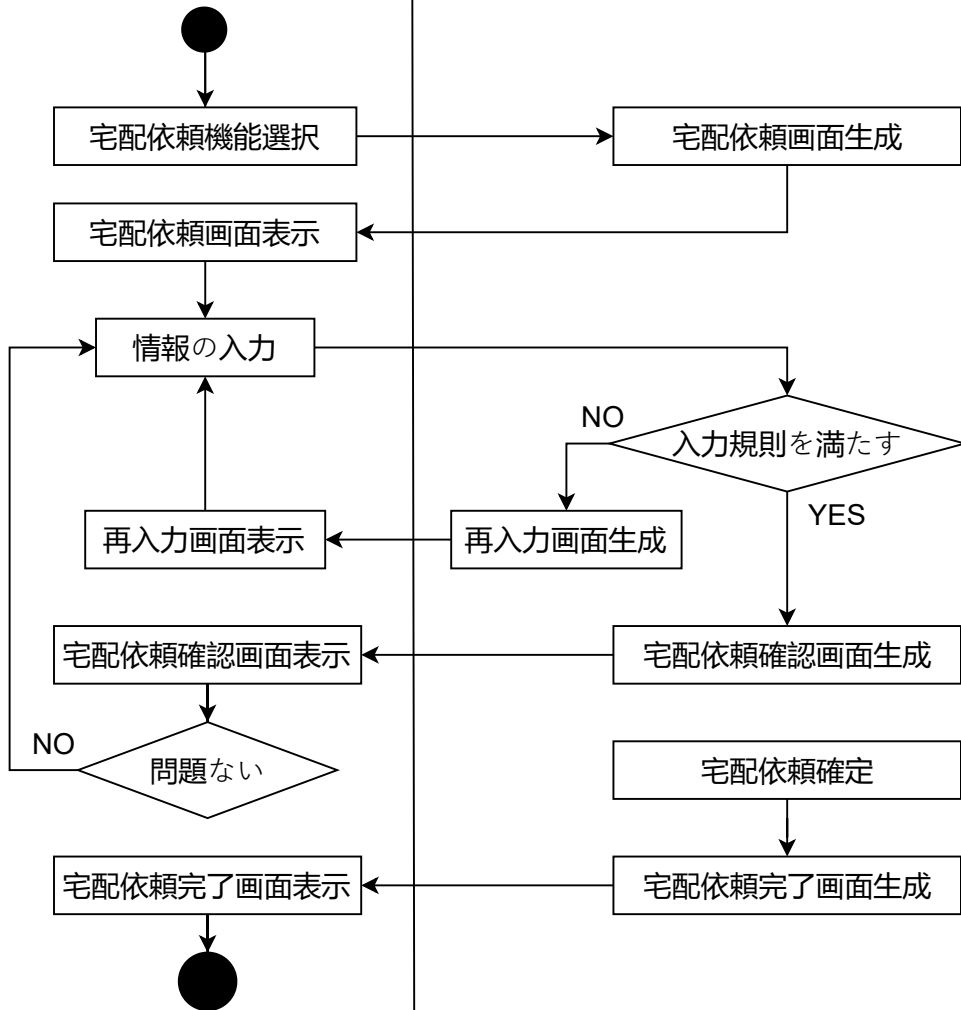 宅配依頼機能選択
宅配依頼画面生成
宅配依頼画面表示
情報の入力
NO
入力規則を満たす
YES
再入力画面表示
再入力画面生成
宅配依頼確認画面表示
宅配依頼確認画面生成
NO
問題ない
宅配依頼確定
宅配依頼完了画面表示
宅配依頼完了画面生成